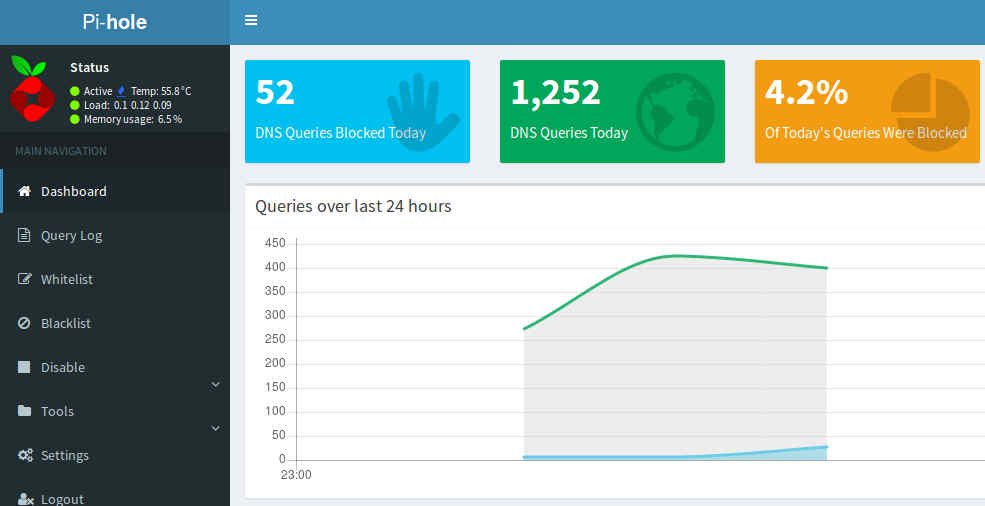 Pi-hole
Status
Active Temp: 55.8°C
Load: 0.1 0.12 0.09
Memory usage: 6.5%
MAIN NAVIGATION
Dashboard
Query Log
Whitelist
Blacklist
Disable
Tools
Settings
Logout
52
DNS Queries Blocked Today
1,252
DNS Queries Today
4.2%
Of Today's Queries Were Blocked
Queries over last 24 hours
450
400
350
300
250
200
150
100
50
0
23:00